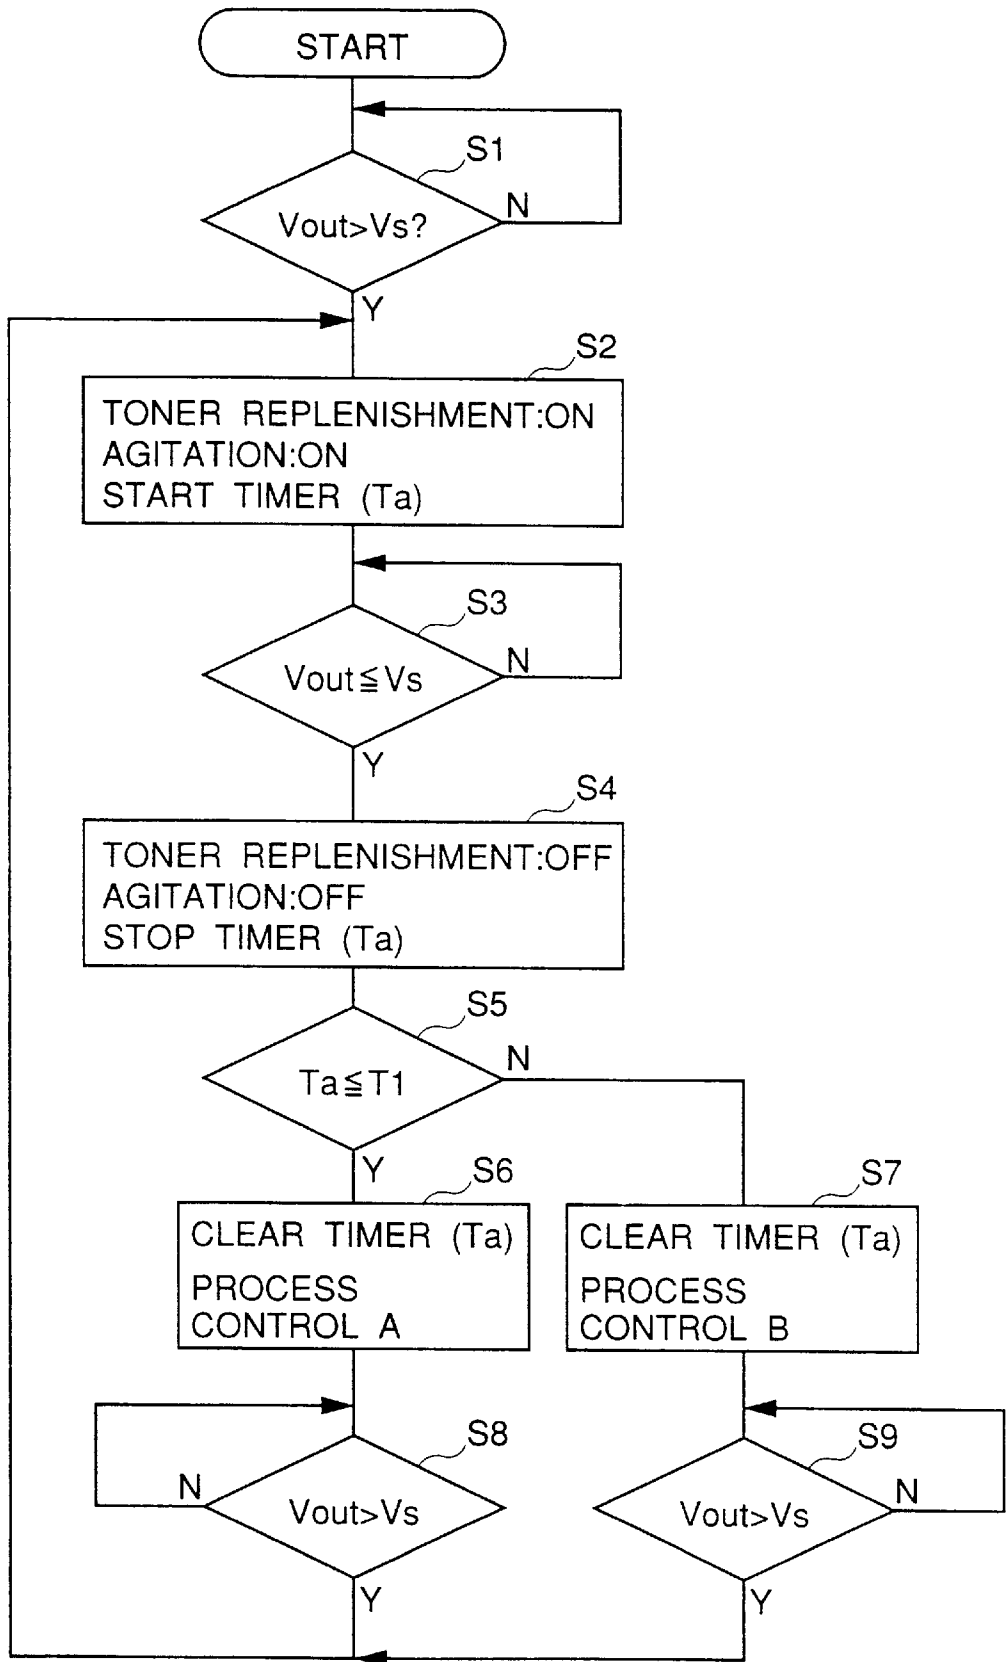 START
S1
Vout>Vs?
N
Y
S2
TONER REPLENISHMENT:ON
AGITATION:ON
START TIMER (Ta)
S3
Vout≦Vs
N
Y
S4
TONER REPLENISHMENT:OFF
AGITATION:OFF
STOP TIMER (Ta)
S5
Ta≦T1
N
Y
S6
CLEAR TIMER (Ta)
PROCESS
CONTROL A
S7
CLEAR TIMER (Ta)
PROCESS
CONTROL B
S8
Vout>Vs
N
Y
S9
Vout>Vs
N
Y